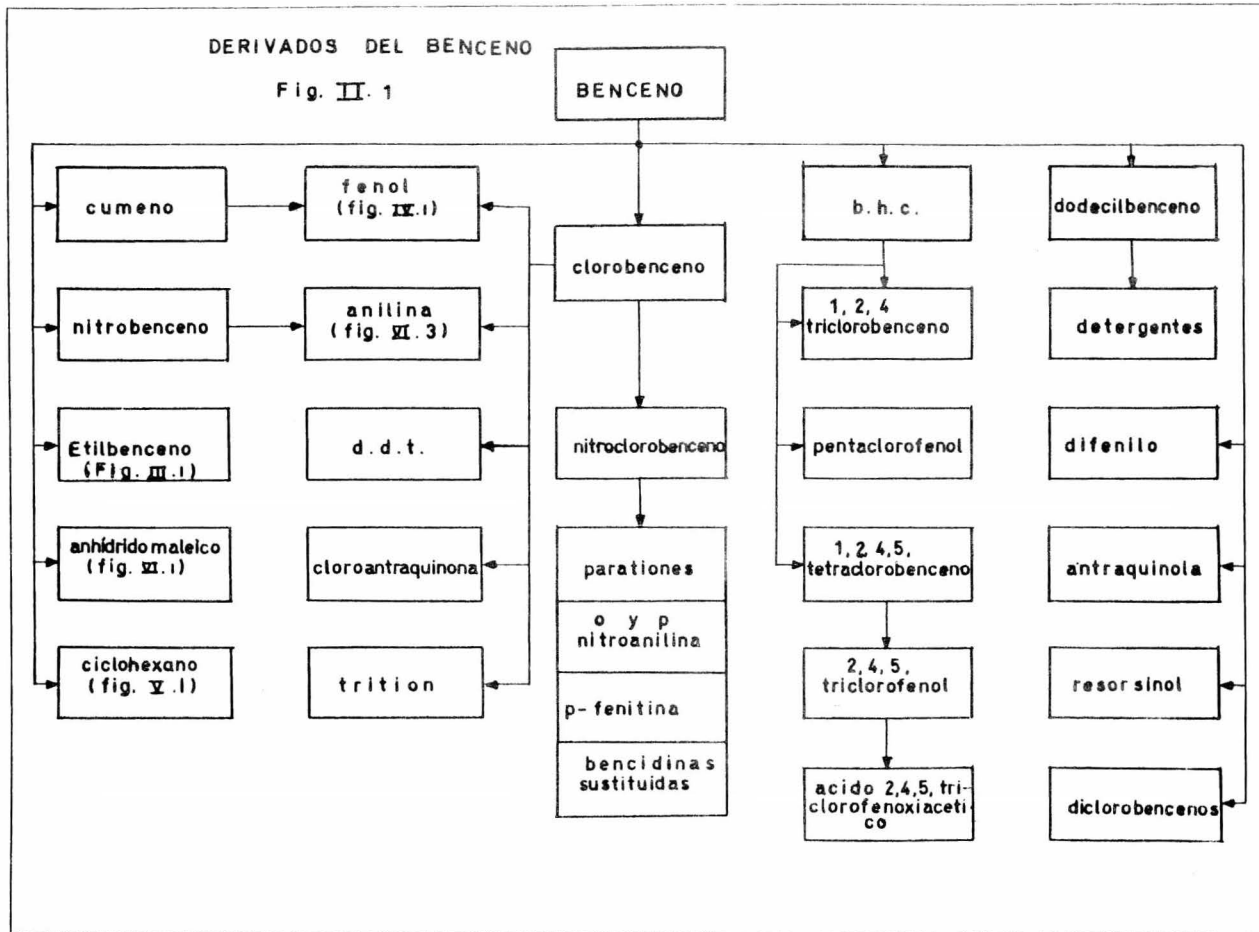 DERIVADOS DEL BENCENO
Fig. II. 1
BENCENO
cumeno
fenol
(fig. IV.1)
clorobenceno
b. h. c.
dodecilbenceno
nitrobenceno
anilina
(fig. VI. 3)
1, 2, 4
triclorobenceno
detergentes
Etilbenceno
(Fig. III.1)
d. d. t.
nitroclorobenceno
pentaclorofenol
difenilo
anhídrido maleico
(fig. VI.1)
cloroantraquinona
parationes
o y p
nitroanilina
p-fenitina
bencidinas
sustituidas
1, 2, 4,5,
tetraclorobenceno
antraquinola
ciclohexano
(fig. V.1)
trition
2, 4, 5,
triclorofenol
resorsinol
acido 2,4,5, tri-
clorofenoxiaceti-
co
diclorobencenos